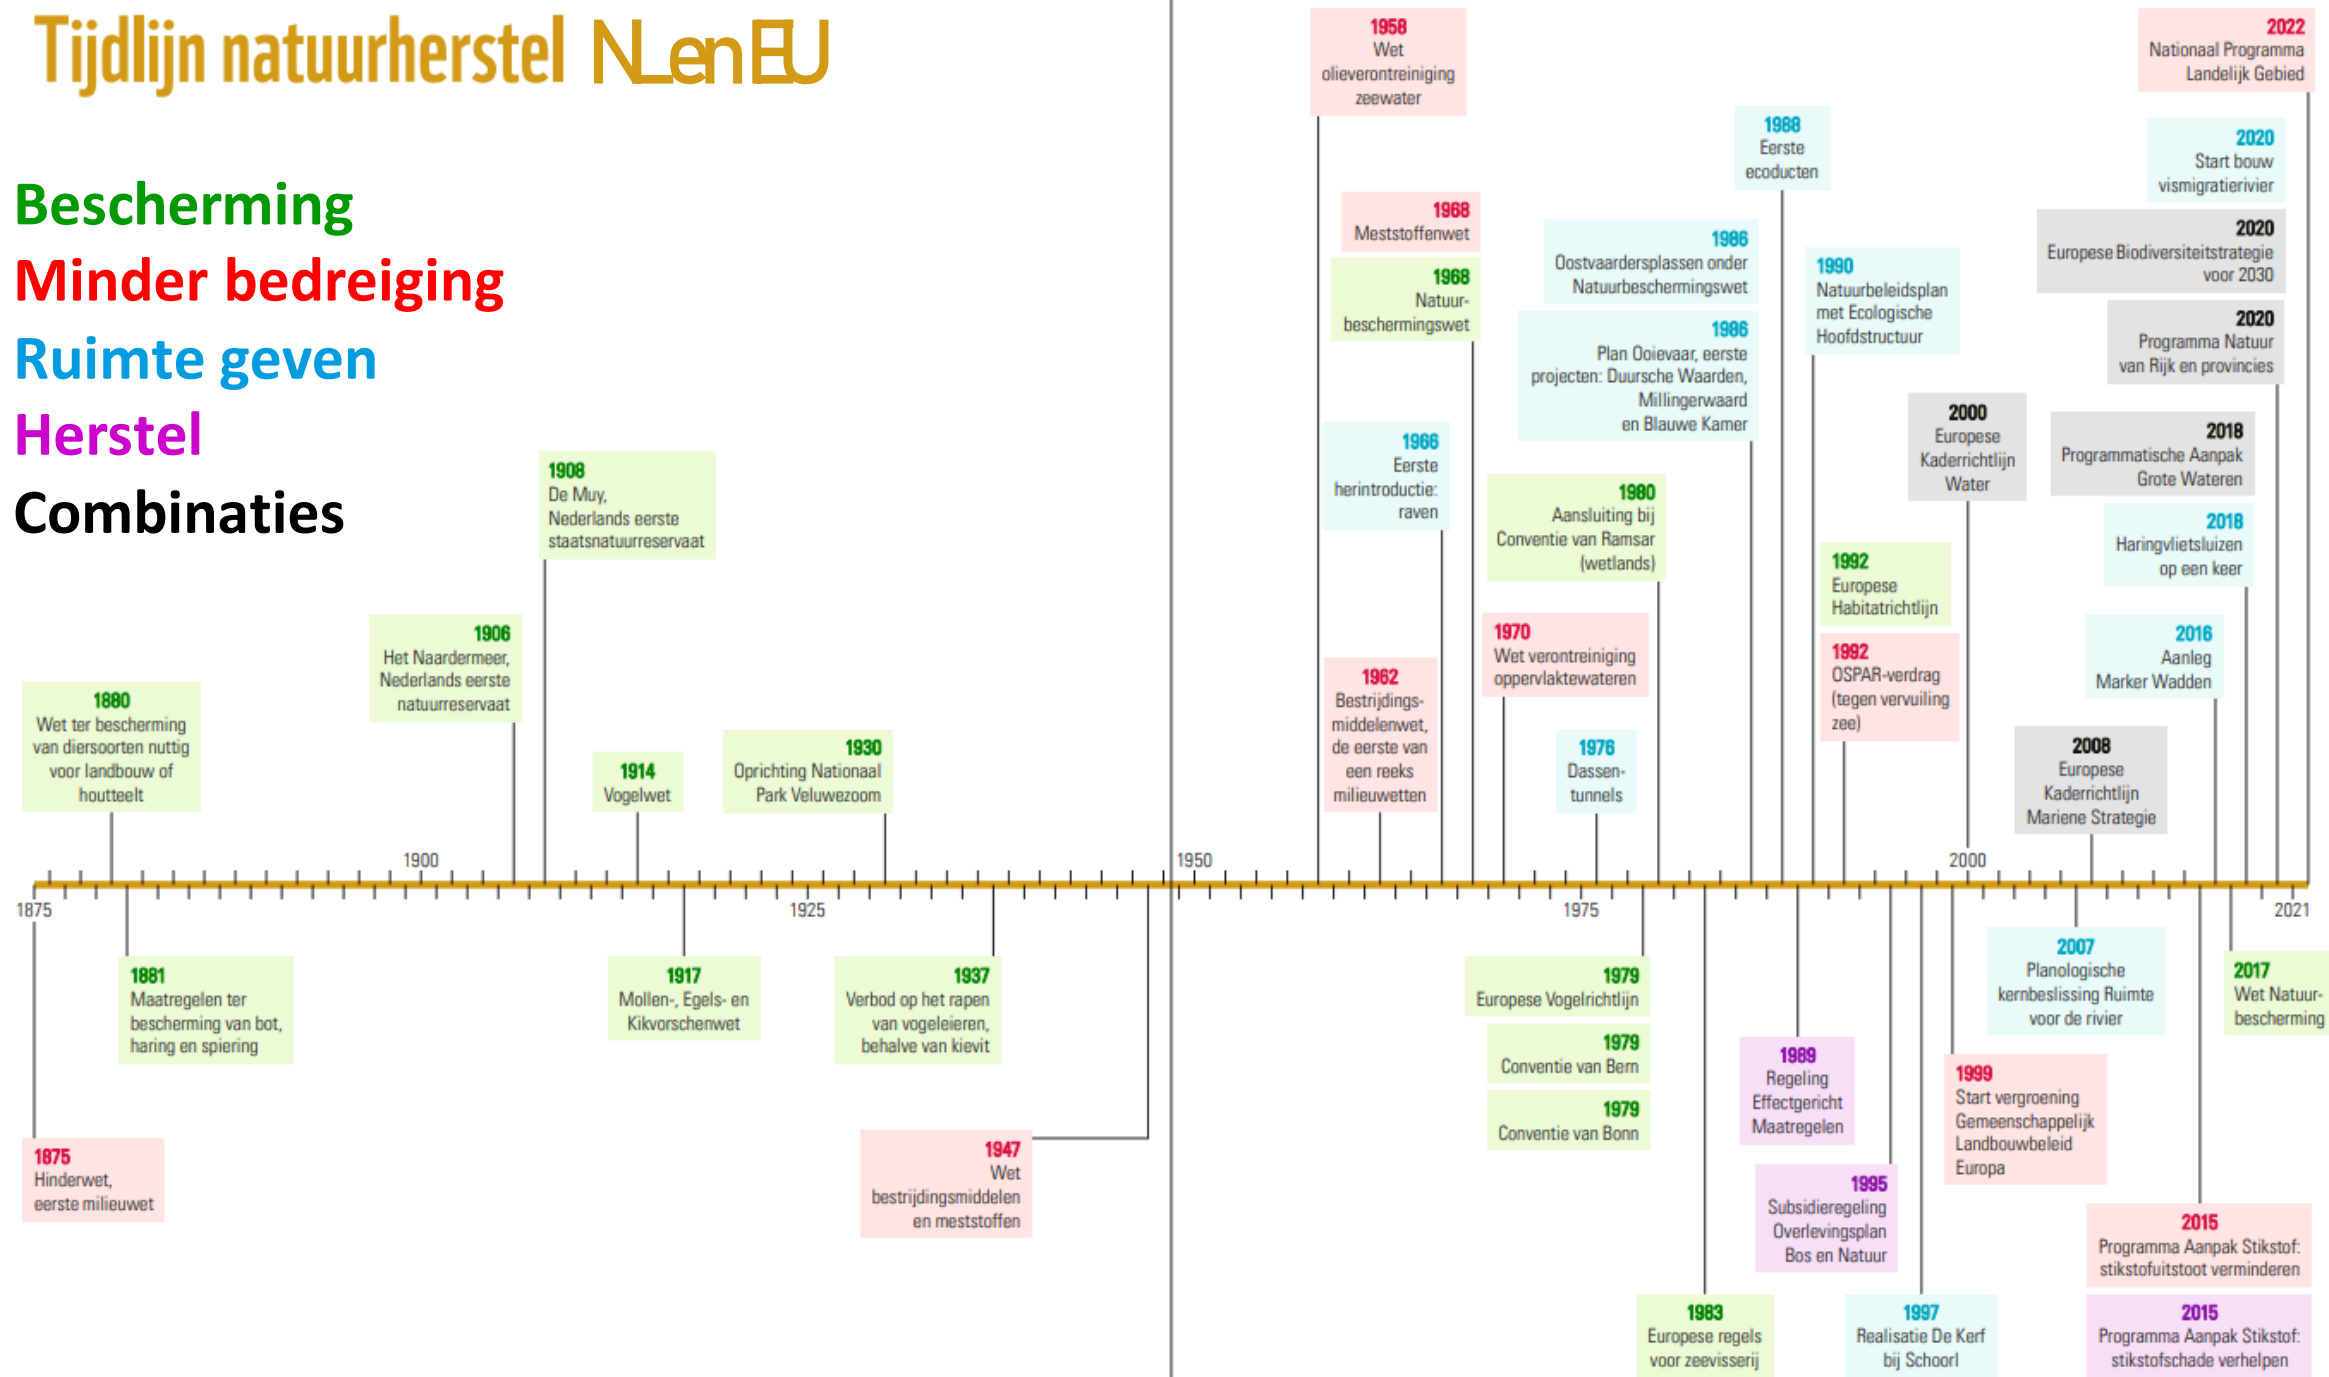 Tijdlijn natuurherstel NL en EU
Bescherming
Minder bedreiging
Ruimte geven
Herstel
Combinaties
1880
Wet ter bescherming
van diersoorten nuttig
voor landbouw of
houtteelt
1906
Het Naardermeer,
Nederlands eerste
natuurreservaat
1908
De Muy,
Nederlands eerste
staatsnatuurreservaat
1914
Vogelwet
1930
Oprichting Nationaal
Park Veluwezoom
1958
Wet
olieverontreiniging
zeewater
1968
Meststoffenwet
1968
Natuur-
beschermingswet
1966
Eerste
herintroductie:
raven
1962
Bestrijdings-
middelenwet,
de eerste van
een reeks
milieuwetten
1970
Wet verontreiniging
oppervlaktewateren
1976
Dassen-
tunnels
1980
Aansluiting bij
Conventie van Ramsar
(wetlands)
1986
Oostvaardersplassen onder
Natuurbeschermingswet
1986
Plan Ooievaar, eerste
projecten: Duursche Waarden,
Millingerwaard
en Blauwe Kamer
1988
Eerste
ecoducten
1990
Natuurbeleidsplan
met Ecologische
Hoofdstructuur
1992
Europese
Habitatrichtlijn
1992
OSPAR-verdrag
(tegen vervuiling
zee)
2000
Europese
Kaderrichtlijn
Water
2008
Europese
Kaderrichtlijn
Mariene Strategie
2022
Nationaal Programma
Landelijk Gebied
2020
Start bouw
vismigratierivier
2020
Europese Biodiversiteitstrategie
voor 2030
2020
Programma Natuur
van Rijk en provincies
2018
Programmatische Aanpak
Grote Wateren
2018
Haringvlietsluizen
op een keer
2016
Aanleg
Marker Wadden
1900
1950
2000
1875
1925
1975
2021
1875
Hinderwet,
eerste milieuwet
1881
Maatregelen ter
bescherming van bot,
haring en spiering
1917
Mollen-, Egels- en
Kikvorschenwet
1937
Verbod op het rapen
van vogeleieren,
behalve van kievit
1947
Wet
bestrijdingsmiddelen
en meststoffen
1979
Europese Vogelrichtlijn
1979
Conventie van Bern
1979
Conventie van Bonn
1983
Europese regels
voor zeevisserij
1989
Regeling
Effectgericht
Maatregelen
1995
Subsidieregeling
Overlevingsplan
Bos en Natuur
1997
Realisatie De Kerf
bij Schoorl
1999
Start vergroening
Gemeenschappelijk
Landbouwbeleid
Europa
2007
Planologische
kernbeslissing Ruimte
voor de rivier
2015
Programma Aanpak Stikstof:
stikstofuitstoot verminderen
2015
Programma Aanpak Stikstof:
stikstofschade verhelpen
2017
Wet Natuur-
bescherming